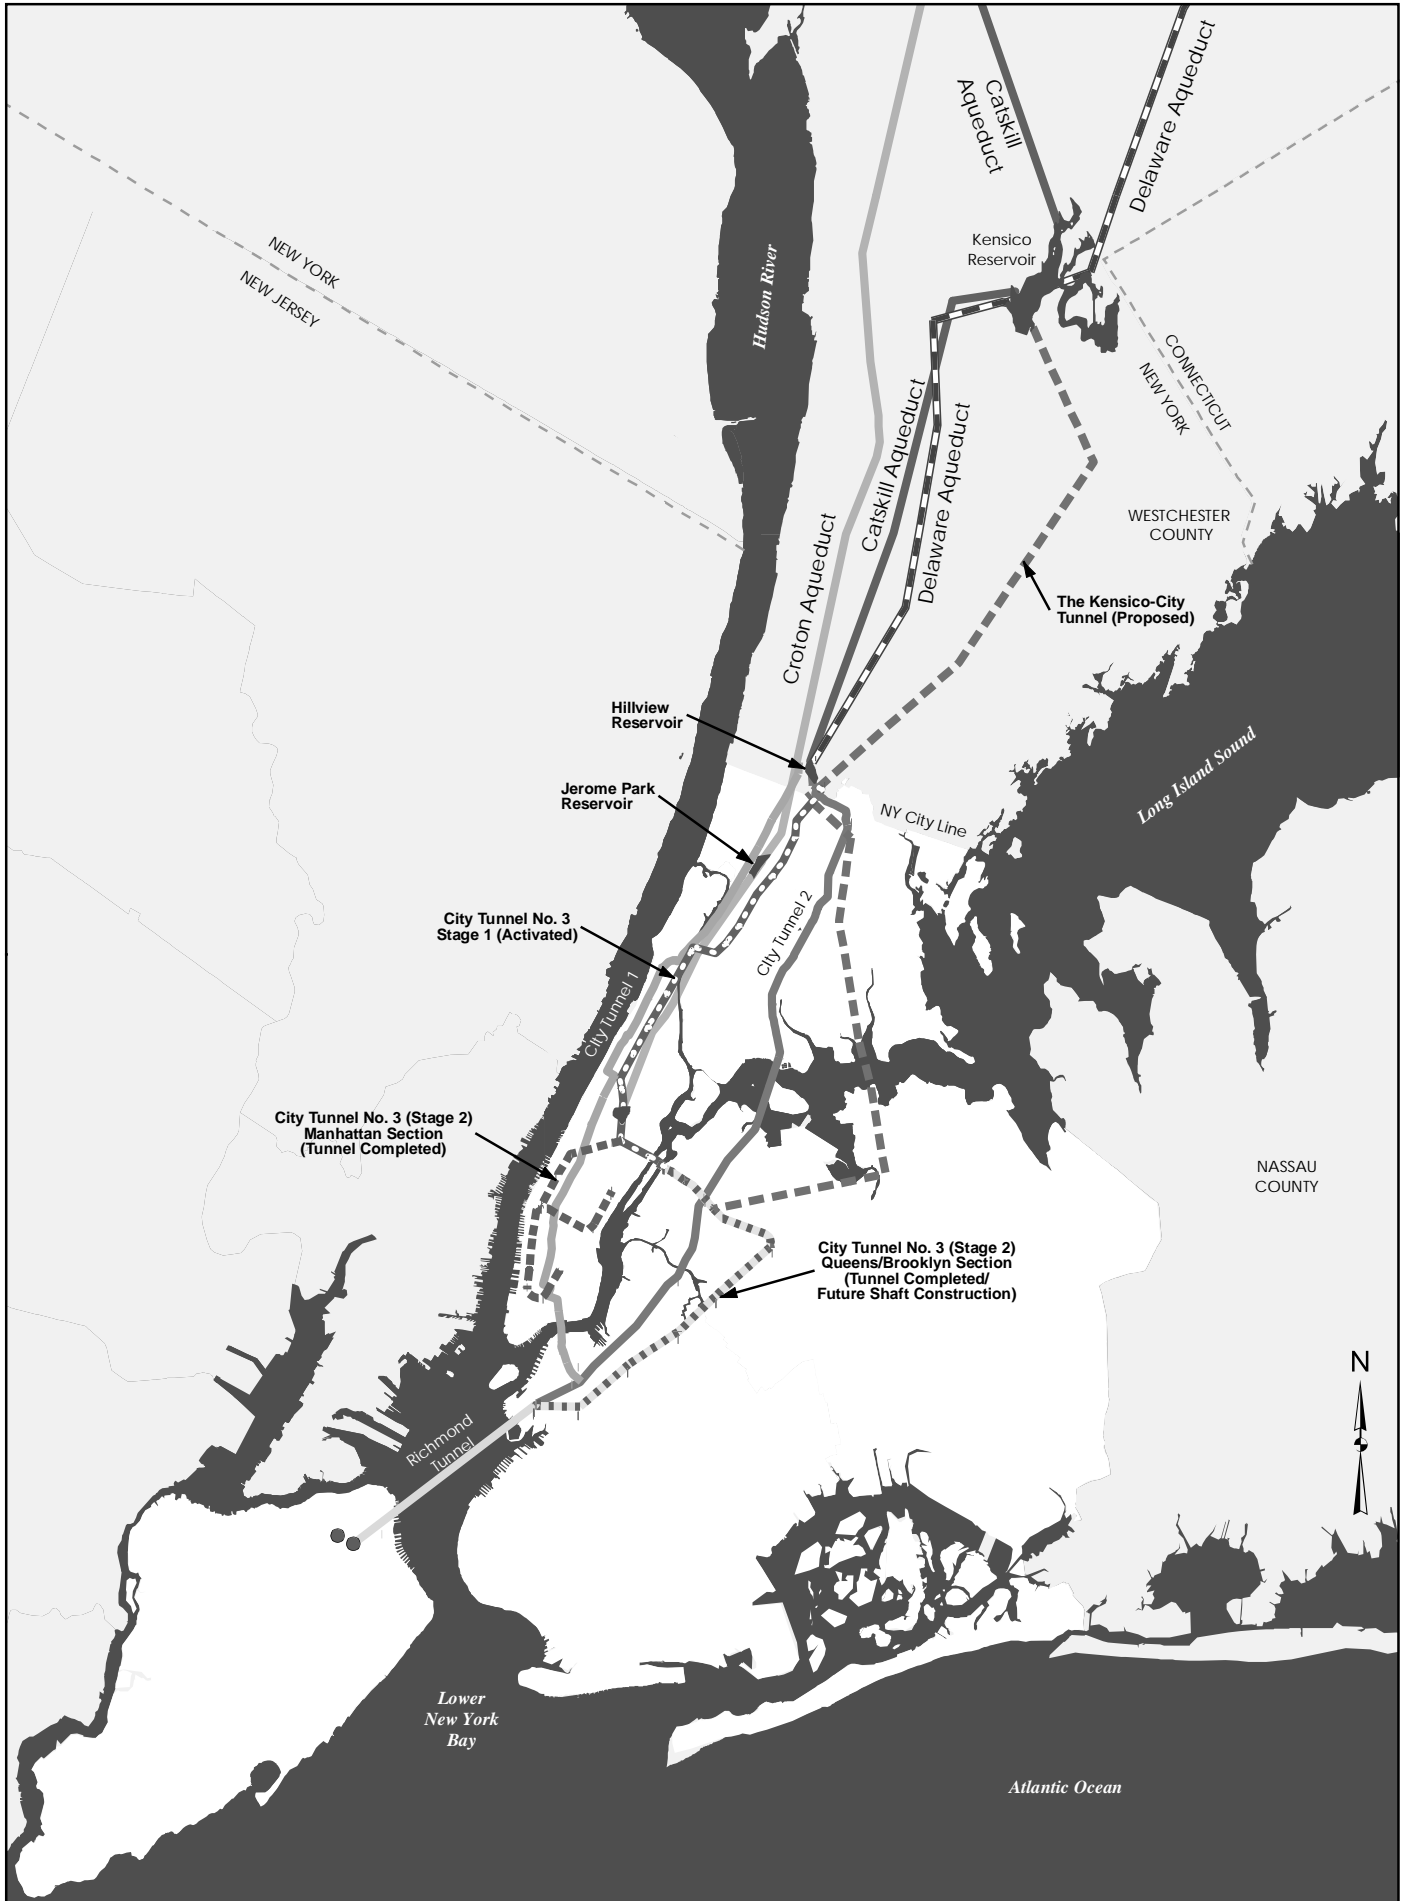 Catskill
Aqueduct
Delaware Aqueduct
Kensico
Reservoir
NEW YORK
NEW JERSEY
Hudson River
CONNECTICUT
NEW YORK
Catskill Aqueduct
Delaware Aqueduct
Croton Aqueduct
WESTCHESTER
COUNTY
The Kensico-City
Tunnel (Proposed)
Hillview
Reservoir
Long Island Sound
Jerome Park
Reservoir
NY City Line
City Tunnel No. 3
Stage 1 (Activated)
City Tunnel 2
City Tunnel 1
City Tunnel No. 3 (Stage 2)
Manhattan Section
(Tunnel Completed)
NASSAU
COUNTY
City Tunnel No. 3 (Stage 2)
Queens/Brooklyn Section
(Tunnel Completed/
Future Shaft Construction)
N
Richmond
Tunnel
Lower
New York
Bay
Atlantic Ocean